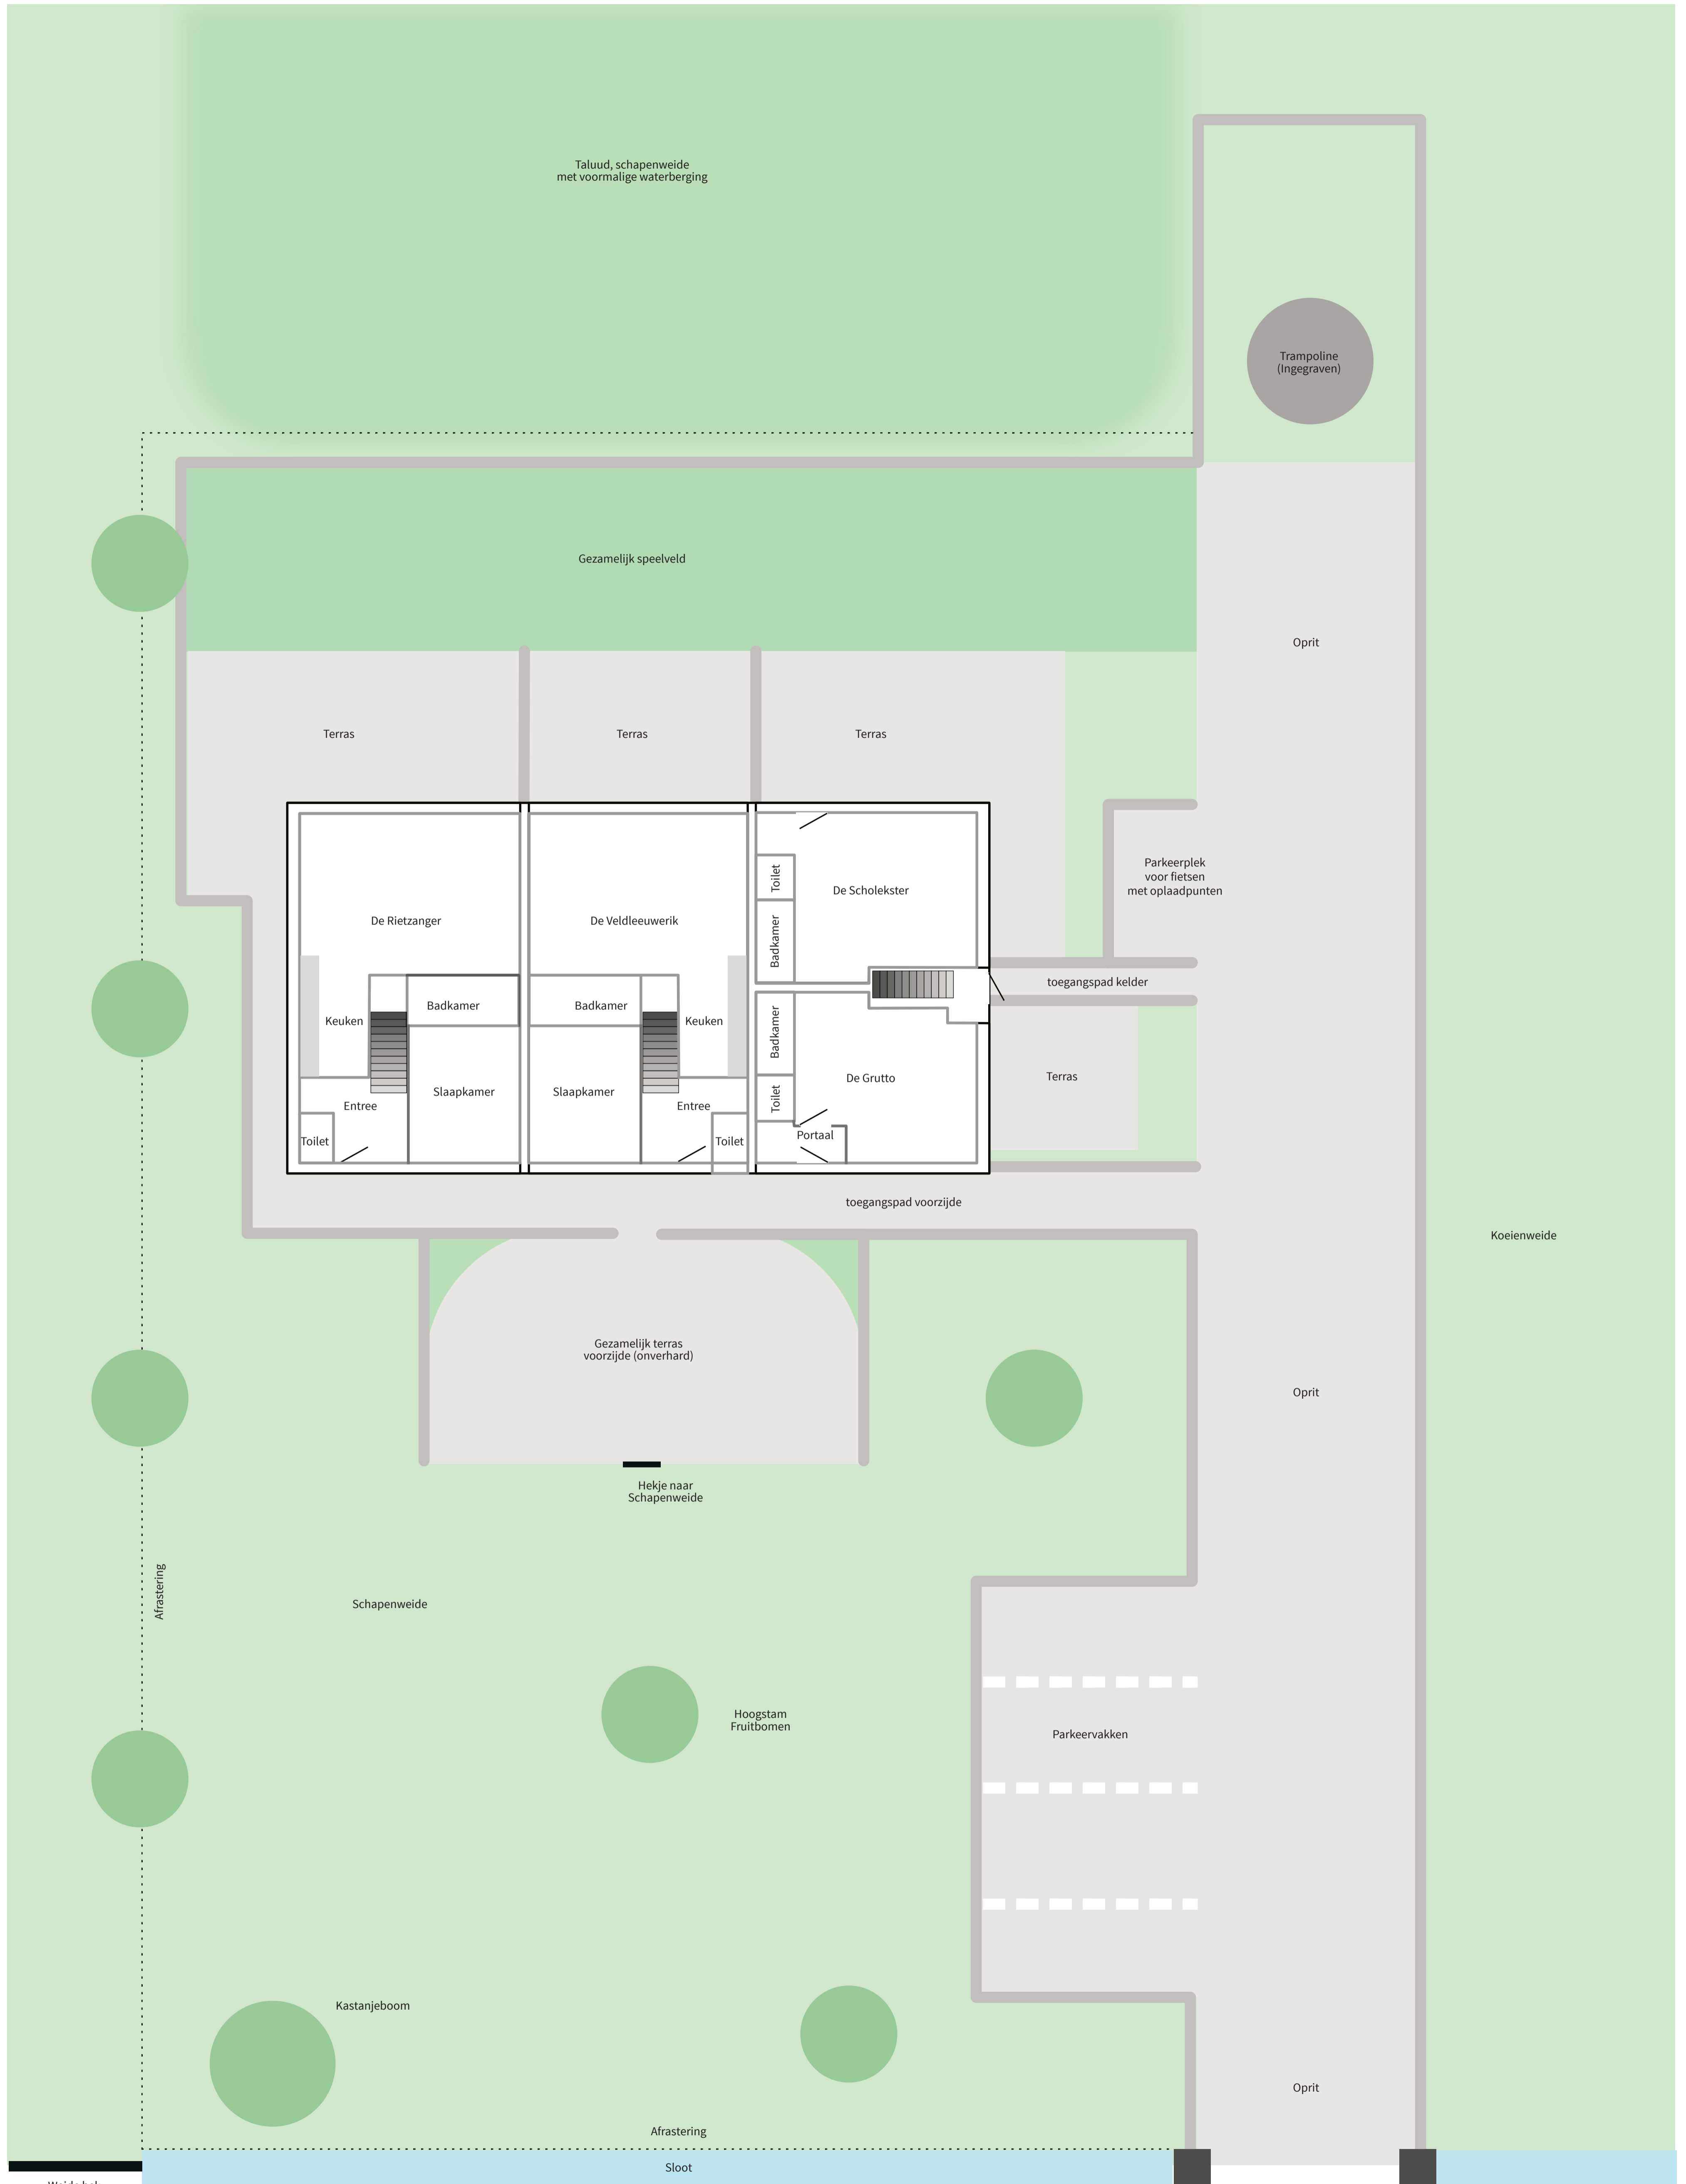 Taluud, schapenweide
met voormalige waterberging
Trampoline
(Ingegraven)
Gezamelijk speelveld
Oprit
Terras
Terras
Terras
Parkeerplek
voor fietsen
met oplaadpunten
Toilet
De Scholekster
De Rietzanger
De Veldleeuwerik
Badkamer
toegangspad kelder
Badkamer
Badkamer
Keuken
Keuken
Badkamer
De Grutto
Terras
Slaapkamer
Slaapkamer
Toilet
Entree
Entree
Portaal
Toilet
Toilet
toegangspad voorzijde
Koeienweide
Gezamelijk terras
voorzijde (onverhard)
Oprit
Hekje naar
Schapenweide
Afrastering
Schapenweide
Hoogstam
Fruitbomen
Parkeervakken
Kastanjeboom
Oprit
Afrastering
Sloot